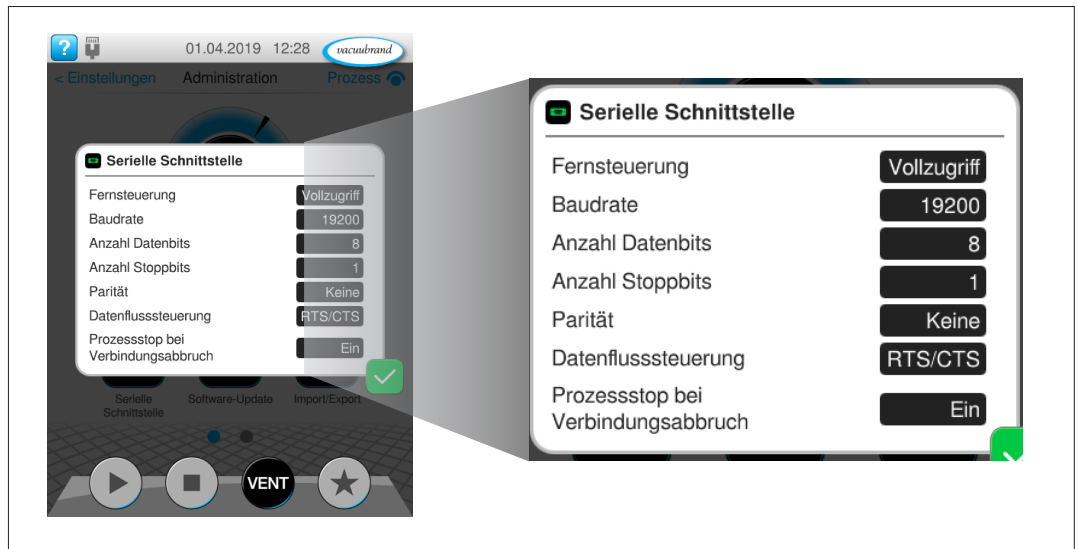 ?
01.04.2019 12:28
vacuubrand
< Einstellungen Administration Prozess
Serielle Schnittstelle
Fernsteuerung Vollzugriff
Baudrate 19200
Anzahl Datenbits 8
Anzahl Stoppbits 1
Parität Keine
Datenflusssteuerung RTS/CTS
Prozessstop bei
Verbindungsabbruch Ein
Serielle
Schnittstelle
Software-Update
Import/Export
VENT
Serielle Schnittstelle
Fernsteuerung Vollzugriff
Baudrate 19200
Anzahl Datenbits 8
Anzahl Stoppbits 1
Parität Keine
Datenflusssteuerung RTS/CTS
Prozessstop bei
Verbindungsabbruch Ein